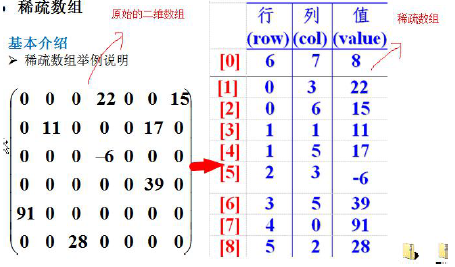 稀疏数组
原始的二维数组
基本介绍
稀疏数组举例说明
0 0 0 22 0 0 15
0 11 0 0 0 17 0
0 0 0 -6 0 0 0
0 0 0 0 0 39 0
91 0 0 0 0 0 0
0 0 28 0 0 0 0
行 列 值
(row) (col) (value)
稀疏数组
[0] 6 7 8
[1] 0 3 22
[2] 0 6 15
[3] 1 1 11
[4] 1 5 17
[5] 2 3 -6
[6] 3 5 39
[7] 4 0 91
[8] 5 2 28